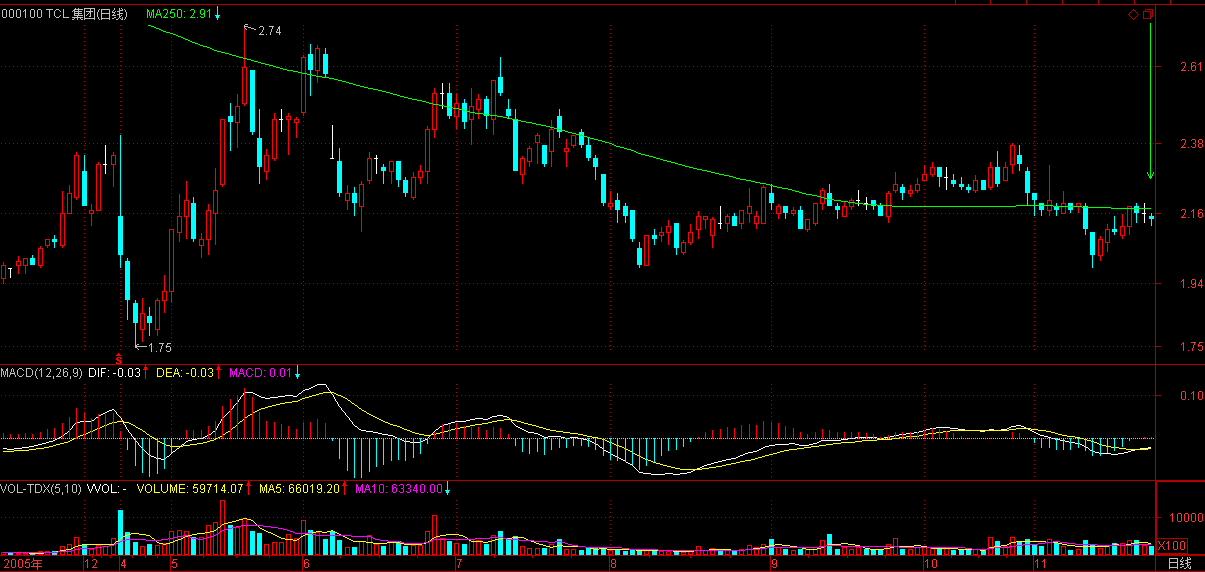 000100 TCL 集团(日线) MA250: 2.91↓
2.74
2.61
2.38
2.16
1.94
1.75
1.75
S
MACD(12,26,9) DIF: -0.03↑ DEA: -0.03↑ MACD: 0.01↓
0.10
VOL-TDX(5,10) VVOL: - VOLUME: 59714.07↑ MA5: 66019.20↑ MA10: 63340.00↓
10000
X100
2005年 12 4 5 6 7 8 9 10 11 日线